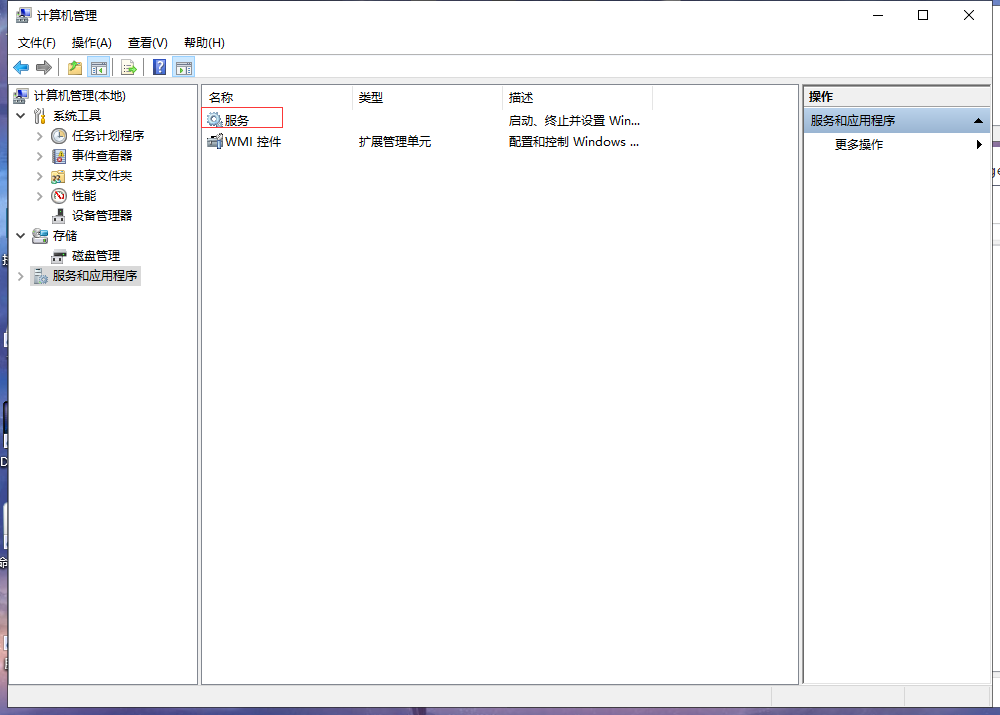 计算机管理
文件(F) 操作(A) 查看(V) 帮助(H)
计算机管理(本地)
系统工具
任务计划程序
事件查看器
共享文件夹
性能
设备管理器
存储
磁盘管理
服务和应用程序
名称 类型 描述
服务 启动、终止并设置 Win...
WMI 控件 扩展管理单元 配置和控制 Windows ...
操作
服务和应用程序
更多操作